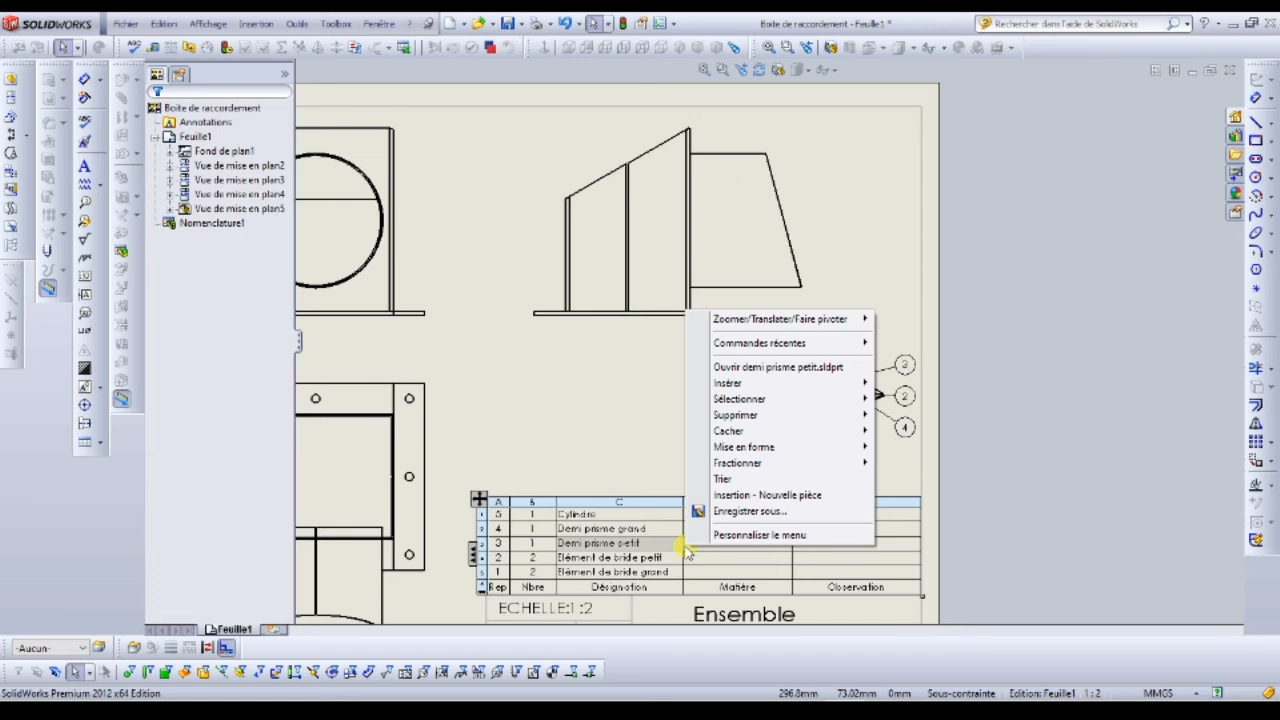 SOLIDWORKS Fichier Edition Affichage Insertion Outils Toolbox Fenêtre ? Boite de raccordement - Feuille1 * Rechercher dans l'aide de SolidWorks
Boite de raccordement
Annotations
Feuille1
Fond de plan1
Vue de mise en plan2
Vue de mise en plan3
Vue de mise en plan4
Vue de mise en plan5
Nomenclature1
Zoomer/Translater/Faire pivoter
Commandes récentes
Ouvrir demi prisme petit.sldprt
Insérer
Sélectionner
Supprimer
Cacher
Mise en forme
Fractionner
Trier
Insertion - Nouvelle pièce
Enregistrer sous...
Personnaliser le menu
3
2
4
A B C
5 1 Cylindre
4 1 Demi prisme grand
3 1 Demi prisme petit
2 2 Elément de bride petit
1 2 Elément de bride grand
Rep Nbre Désignation Matière Observation
ECHELLE:1:2
Ensemble
Feuille1
-Aucun-
SolidWorks Premium 2012 x64 Edition 296.8mm 73.02mm 0mm Sous-contrainte Edition: Feuille1 1 : 2 MMGS